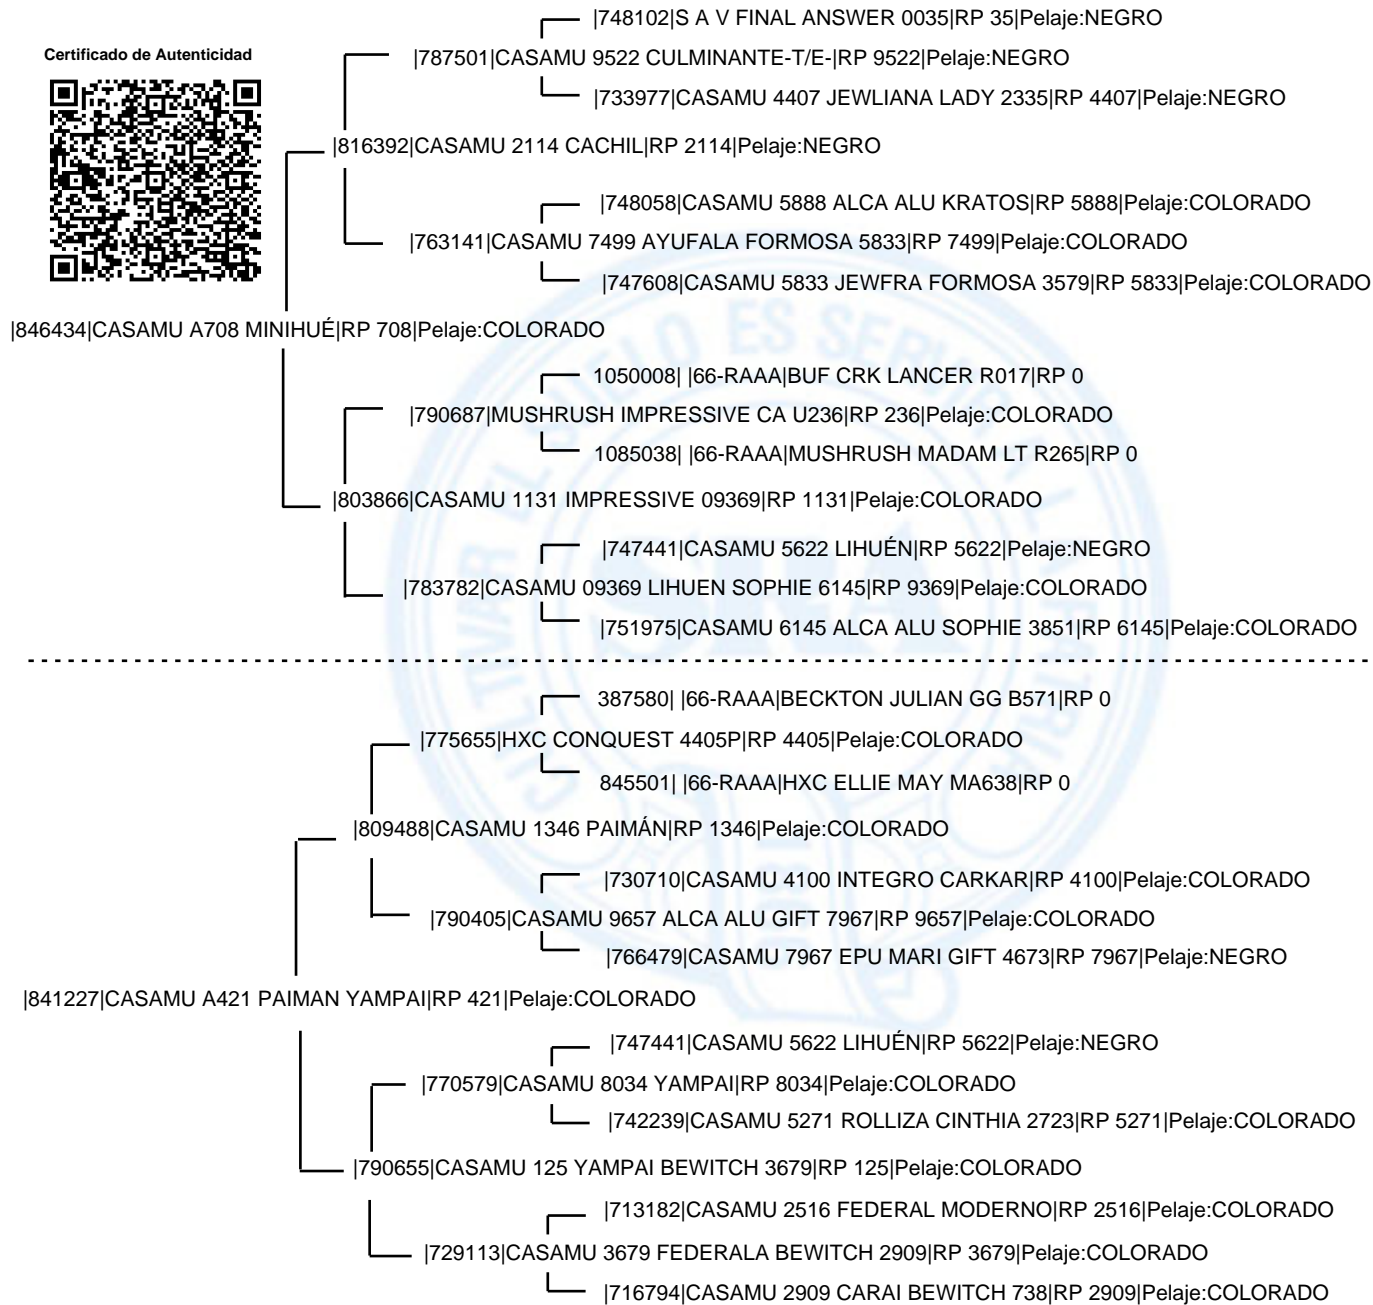 |748102|S A V FINAL ANSWER 0035|RP 35|Pelaje:NEGRO
Certificado de Autenticidad
|787501|CASAMU 9522 CULMINANTE-T/E-|RP 9522|Pelaje:NEGRO
|733977|CASAMU 4407 JEWLIANA LADY 2335|RP 4407|Pelaje:NEGRO
|816392|CASAMU 2114 CACHIL|RP 2114|Pelaje:NEGRO
|748058|CASAMU 5888 ALCA ALU KRATOS|RP 5888|Pelaje:COLORADO
|763141|CASAMU 7499 AYUFALA FORMOSA 5833|RP 7499|Pelaje:COLORADO
|747608|CASAMU 5833 JEWFRA FORMOSA 3579|RP 5833|Pelaje:COLORADO
|846434|CASAMU A708 MINIHUÉ|RP 708|Pelaje:COLORADO
1050008| |66-RAAA|BUF CRK LANCER R017|RP 0
|790687|MUSHRUSH IMPRESSIVE CA U236|RP 236|Pelaje:COLORADO
1085038| |66-RAAA|MUSHRUSH MADAM LT R265|RP 0
|803866|CASAMU 1131 IMPRESSIVE 09369|RP 1131|Pelaje:COLORADO
|747441|CASAMU 5622 LIHUÉN|RP 5622|Pelaje:NEGRO
|783782|CASAMU 09369 LIHUEN SOPHIE 6145|RP 9369|Pelaje:COLORADO
|751975|CASAMU 6145 ALCA ALU SOPHIE 3851|RP 6145|Pelaje:COLORADO
387580| |66-RAAA|BECKTON JULIAN GG B571|RP 0
|775655|HXC CONQUEST 4405P|RP 4405|Pelaje:COLORADO
845501| |66-RAAA|HXC ELLIE MAY MA638|RP 0
|809488|CASAMU 1346 PAIMÁN|RP 1346|Pelaje:COLORADO
|730710|CASAMU 4100 INTEGRO CARKAR|RP 4100|Pelaje:COLORADO
|790405|CASAMU 9657 ALCA ALU GIFT 7967|RP 9657|Pelaje:COLORADO
|766479|CASAMU 7967 EPU MARI GIFT 4673|RP 7967|Pelaje:NEGRO
|841227|CASAMU A421 PAIMAN YAMPAI|RP 421|Pelaje:COLORADO
|747441|CASAMU 5622 LIHUÉN|RP 5622|Pelaje:NEGRO
|770579|CASAMU 8034 YAMPAI|RP 8034|Pelaje:COLORADO
|742239|CASAMU 5271 ROLLIZA CINTHIA 2723|RP 5271|Pelaje:COLORADO
|790655|CASAMU 125 YAMPAI BEWITCH 3679|RP 125|Pelaje:COLORADO
|713182|CASAMU 2516 FEDERAL MODERNO|RP 2516|Pelaje:COLORADO
|729113|CASAMU 3679 FEDERALA BEWITCH 2909|RP 3679|Pelaje:COLORADO
|716794|CASAMU 2909 CARAI BEWITCH 738|RP 2909|Pelaje:COLORADO
CULTIVAR EL SUELO ES SERVIR A LA PATRIA
SRA